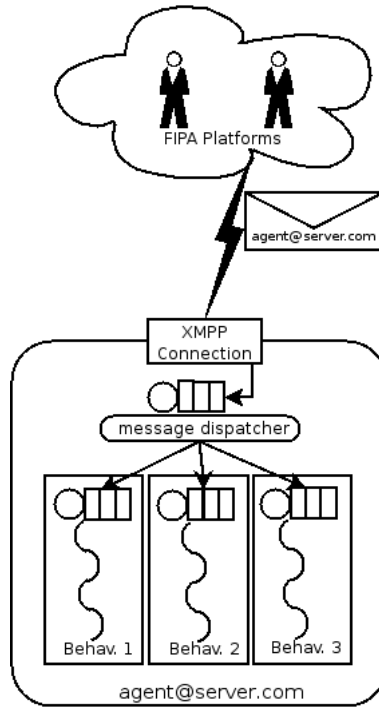 FIPA Platforms
agent@server.com
XMPP
Connection
message dispatcher
Behav. 1
Behav. 2
Behav. 3
agent@server.com